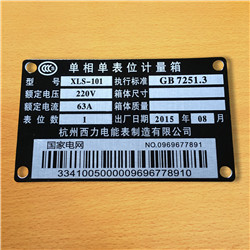 CCC 单相单表位计量箱
型 号 XLS-101 执行标准 GB 7251.3
额定电压 220V 箱体尺寸
额定电流 63A 箱体质量
表位数 1 出厂日期 2015 年 08 月
杭州西力电能表制造有限公司
国家电网 NO.0969677891
3341005000009696778910